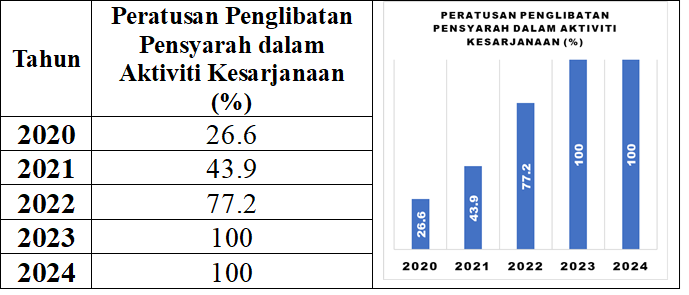 Tahun
Peratusan Penglibatan
Pensyarah dalam
Aktiviti Kesarjanaan
(%)
2020 26.6
2021 43.9
2022 77.2
2023 100
2024 100
PERATUSAN PENGLIBATAN
PENSYARAH DALAM AKTIVITI
KESARJANAAN (%)
26.6 43.9 77.2 100 100
2020 2021 2022 2023 2024